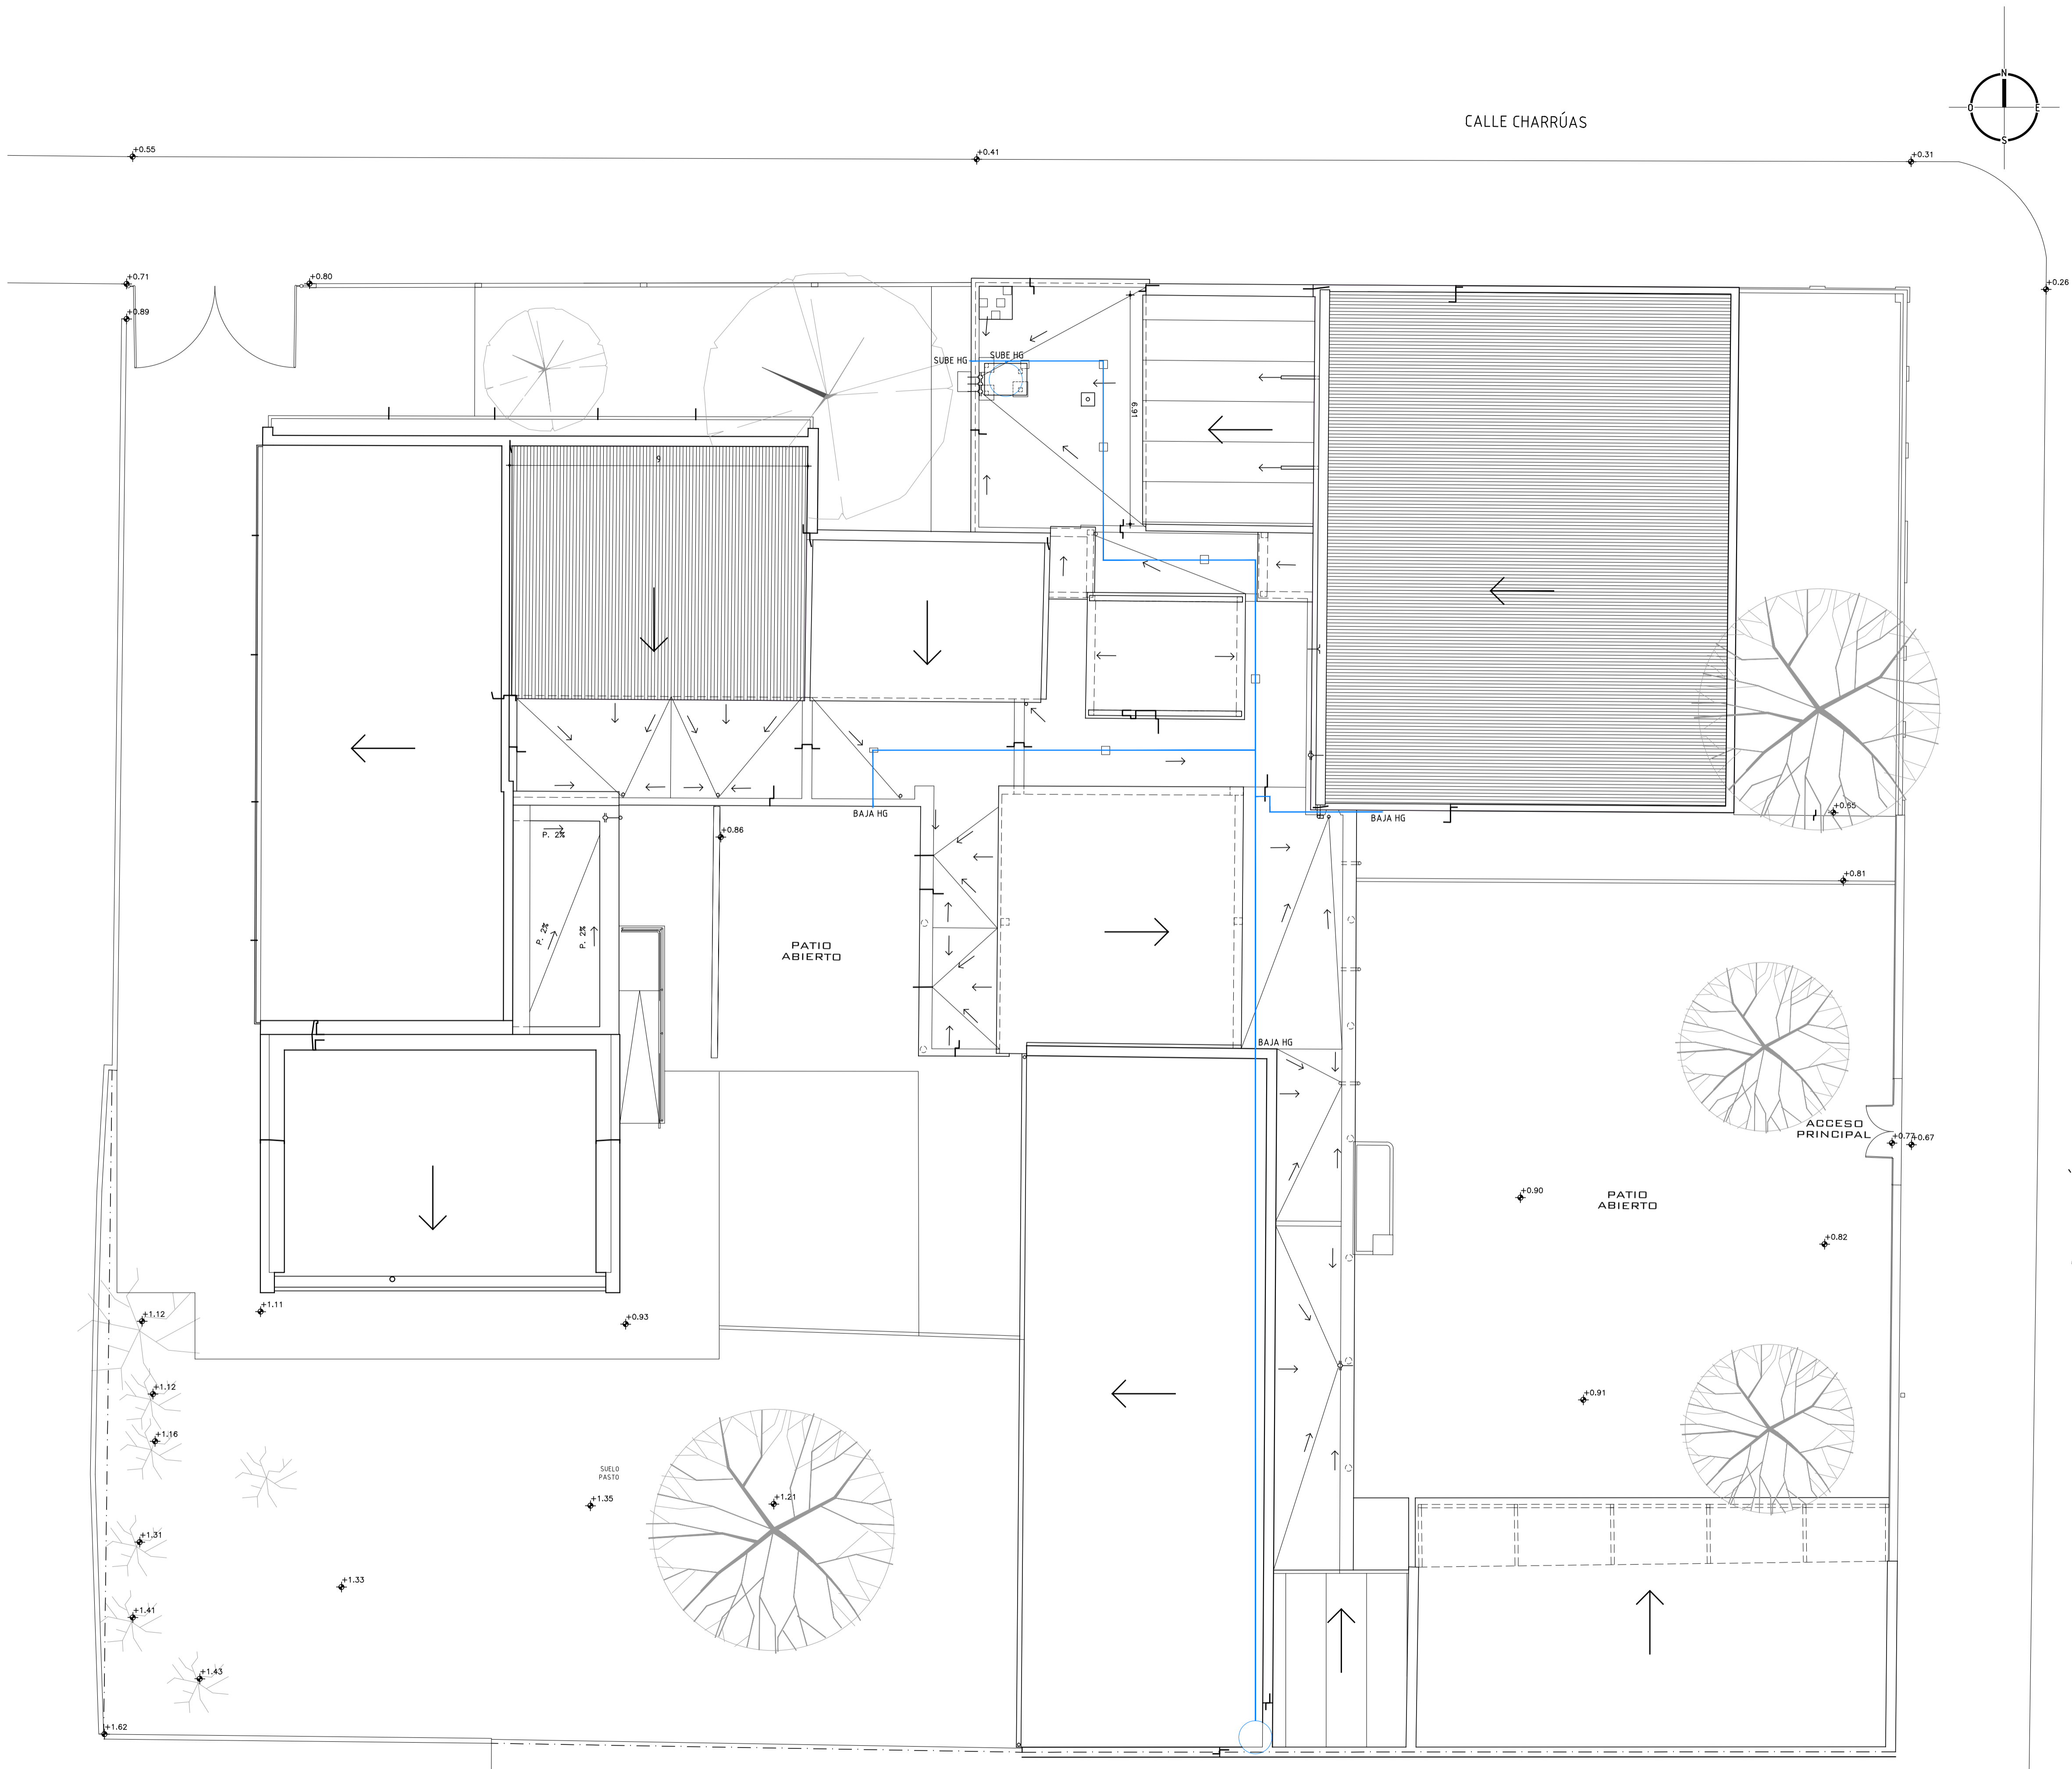 N
O
E
S
CALLE CHARRÚAS
+0.55
+0.41
+0.31
+0.71
+0.80
+0.26
+0.89
SUBE HG
SUBE HG
6.91
9
BAJA HG
BAJA HG
+0.65
P. 2%
+0.86
+0.81
P. 2%
P. 2%
PATIO
ABIERTO
BAJA HG
ACCESO
PRINCIPAL
+0.77
+0.67
+0.90
PATIO
ABIERTO
+0.82
+1.11
+1.12
+0.93
+1.12
+0.91
+1.16
SUELO
PASTO
+1.35
+1.21
+1.31
+1.33
+1.41
+1.43
+1.62